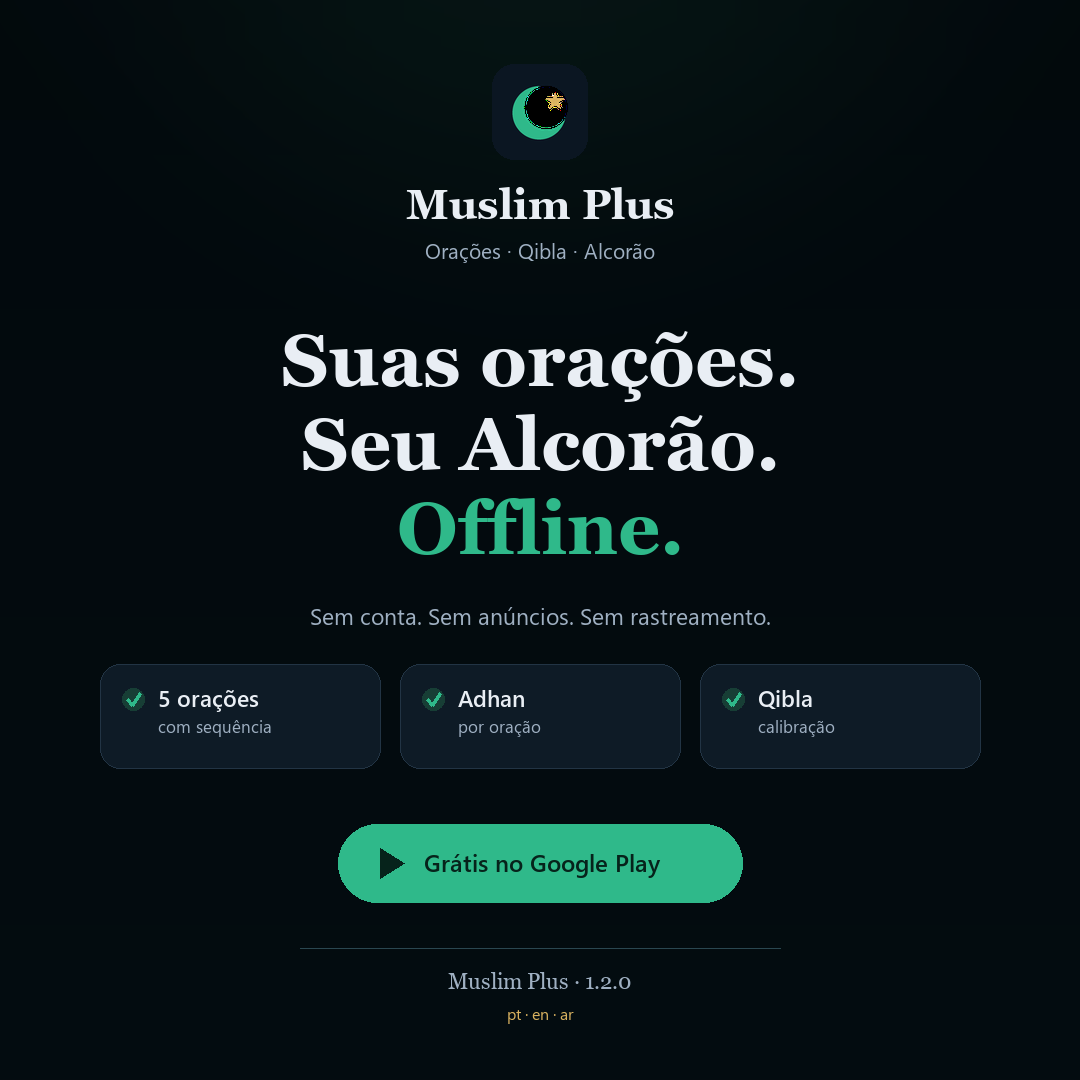 Muslim Plus
Orações · Qibla · Alcorão
Suas orações.
Seu Alcorão.
Offline.
Sem conta. Sem anúncios. Sem rastreamento.
5 orações
com sequência
Adhan
por oração
Qibla
calibração
Grátis no Google Play
Muslim Plus · 1.2.0
pt · en · ar